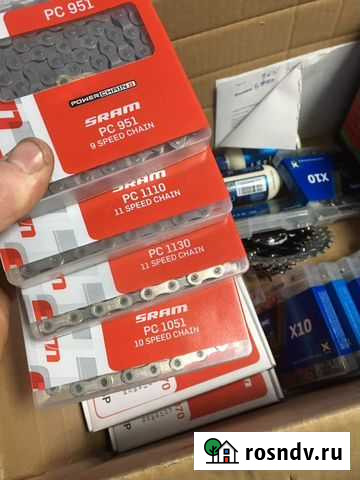 PC 951
POWERCHAIN II
SRAM
PC 951
9 SPEED CHAIN
SRAM
PC 1110
11 SPEED CHAIN
PC 1130
11 SPEED CHAIN
SRAM
PC 1051
10 SPEED CHAIN
X10
X10
rosndv.ru